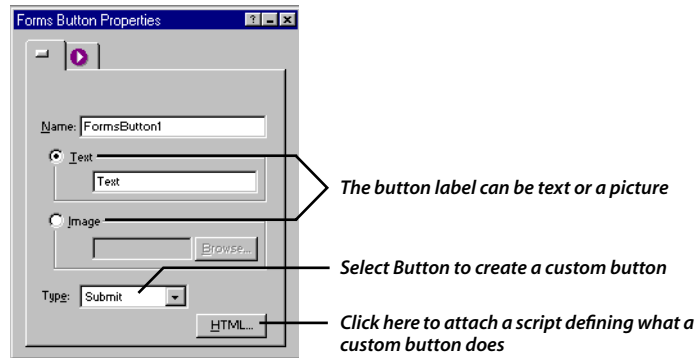 Forms Button Properties
Name: FormsButton1
Text
Text
The button label can be text or a picture
Image
Browse...
Select Button to create a custom button
Type: Submit
HTML...
Click here to attach a script defining what a
custom button does